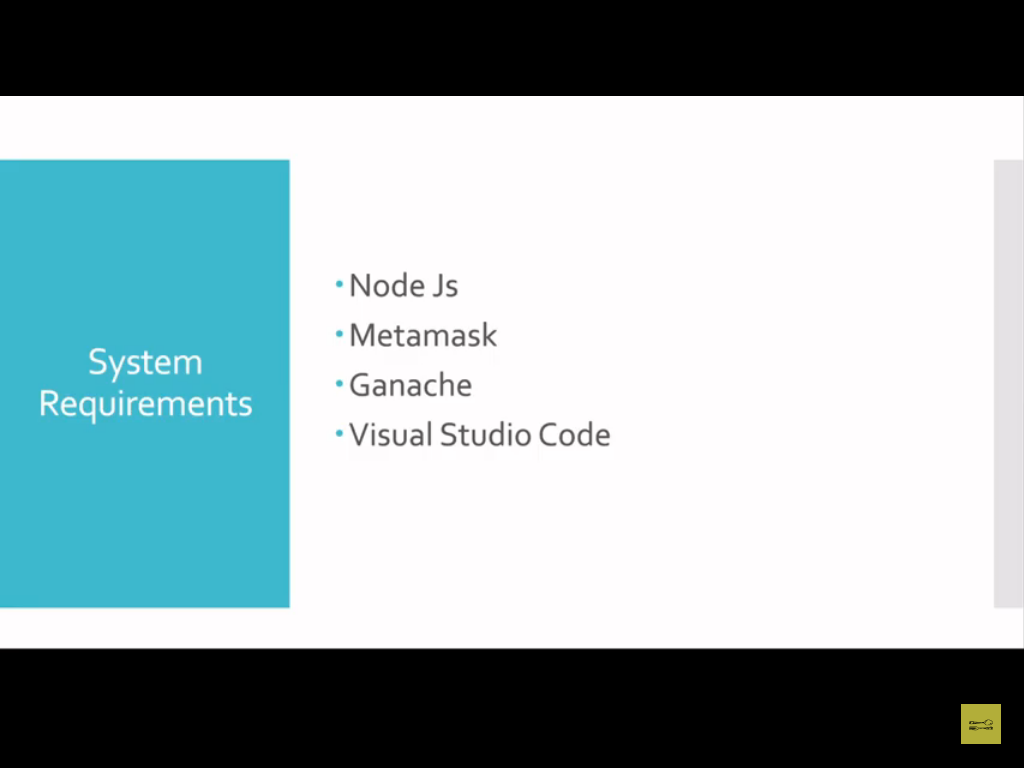 System
Requirements
• Node Js
• Metamask
• Ganache
• Visual Studio Code